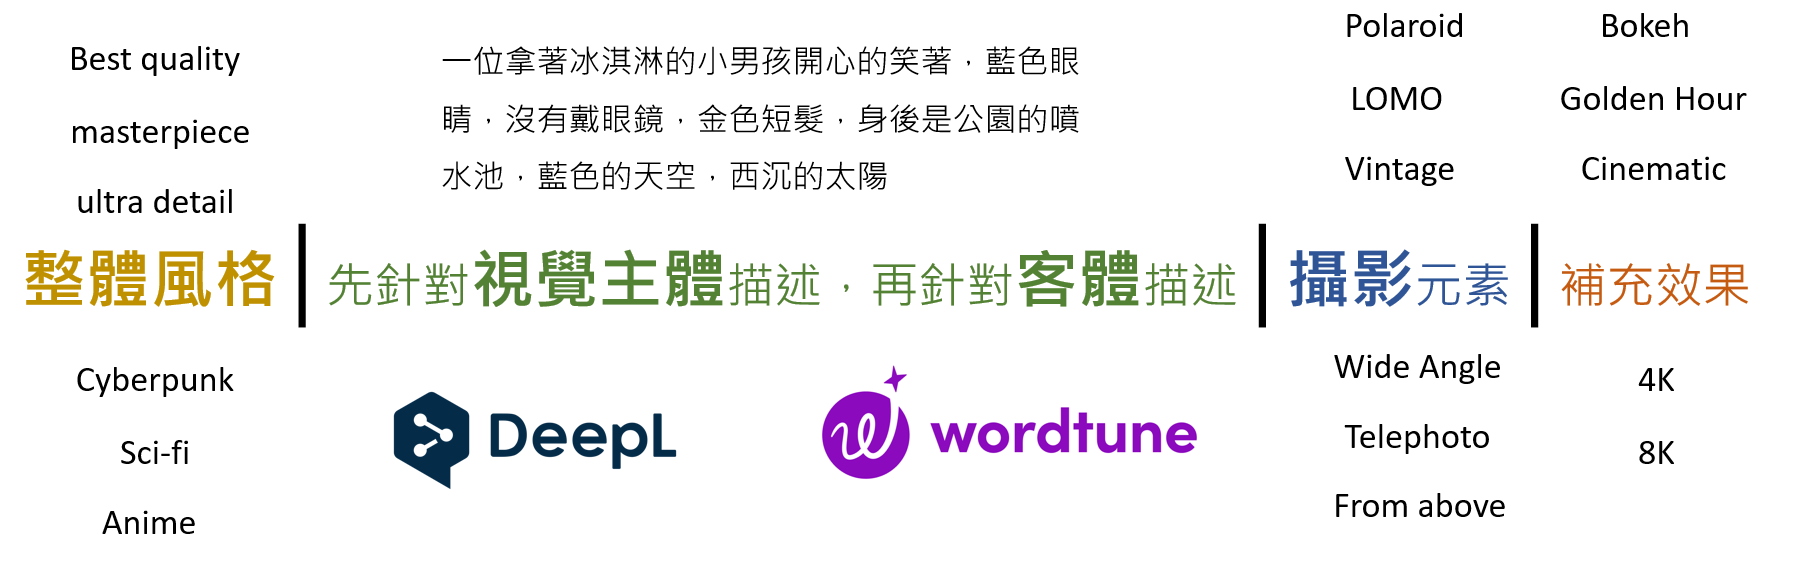 Best quality
masterpiece
ultra detail
一位拿著冰淇淋的小男孩開心的笑著，藍色眼
睛，沒有戴眼鏡，金色短髮，身後是公園的噴
水池，藍色的天空，西沉的太陽
Polaroid
LOMO
Vintage
Bokeh
Golden Hour
Cinematic
整體風格
先針對視覺主體描述，再針對客體描述
攝影元素
補充效果
Cyberpunk
Sci-fi
Anime
DeepL
wordtune
Wide Angle
Telephoto
From above
4K
8K